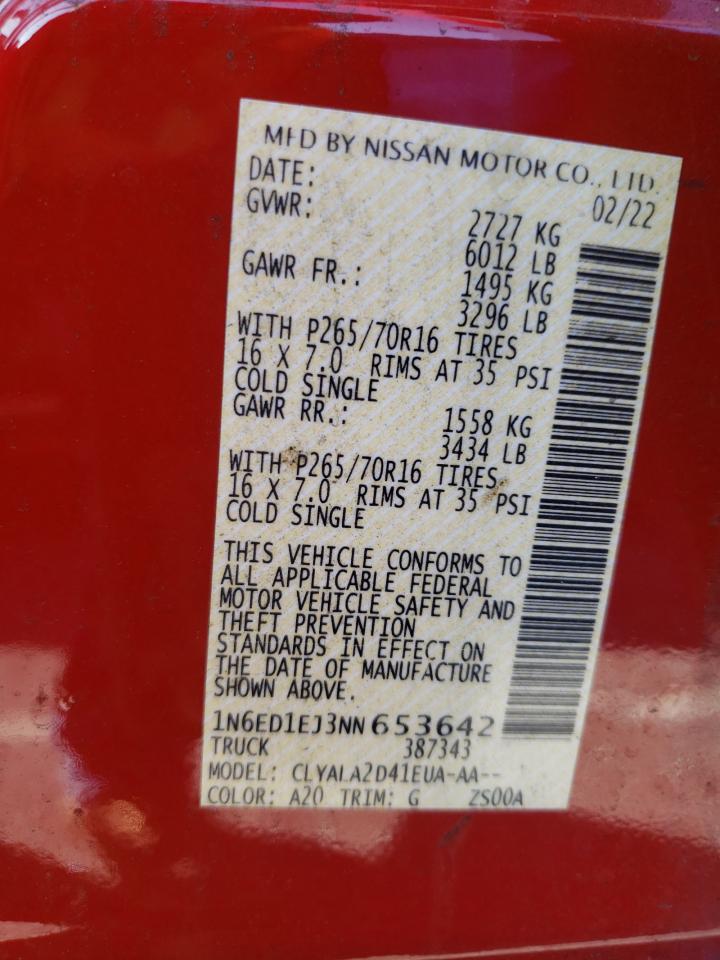 MFD BY NISSAN MOTOR CO., LTD.
DATE: 02/22
GVWR: 2727 KG
6012 LB
GAWR FR.: 1495 KG
3296 LB
WITH P265/70R16 TIRES
16 X 7.0 RIMS AT 35 PSI
COLD SINGLE
GAWR RR.: 1558 KG
3434 LB
WITH P265/70R16 TIRES
16 X 7.0 RIMS AT 35 PSI
COLD SINGLE
THIS VEHICLE CONFORMS TO
ALL APPLICABLE FEDERAL
MOTOR VEHICLE SAFETY AND
THEFT PREVENTION
STANDARDS IN EFFECT ON
THE DATE OF MANUFACTURE
SHOWN ABOVE.
1N6ED1EJ3NN653642
TRUCK 387343
MODEL: CLYALA2D41EUA-AA--
COLOR: A20 TRIM: G ZS00A